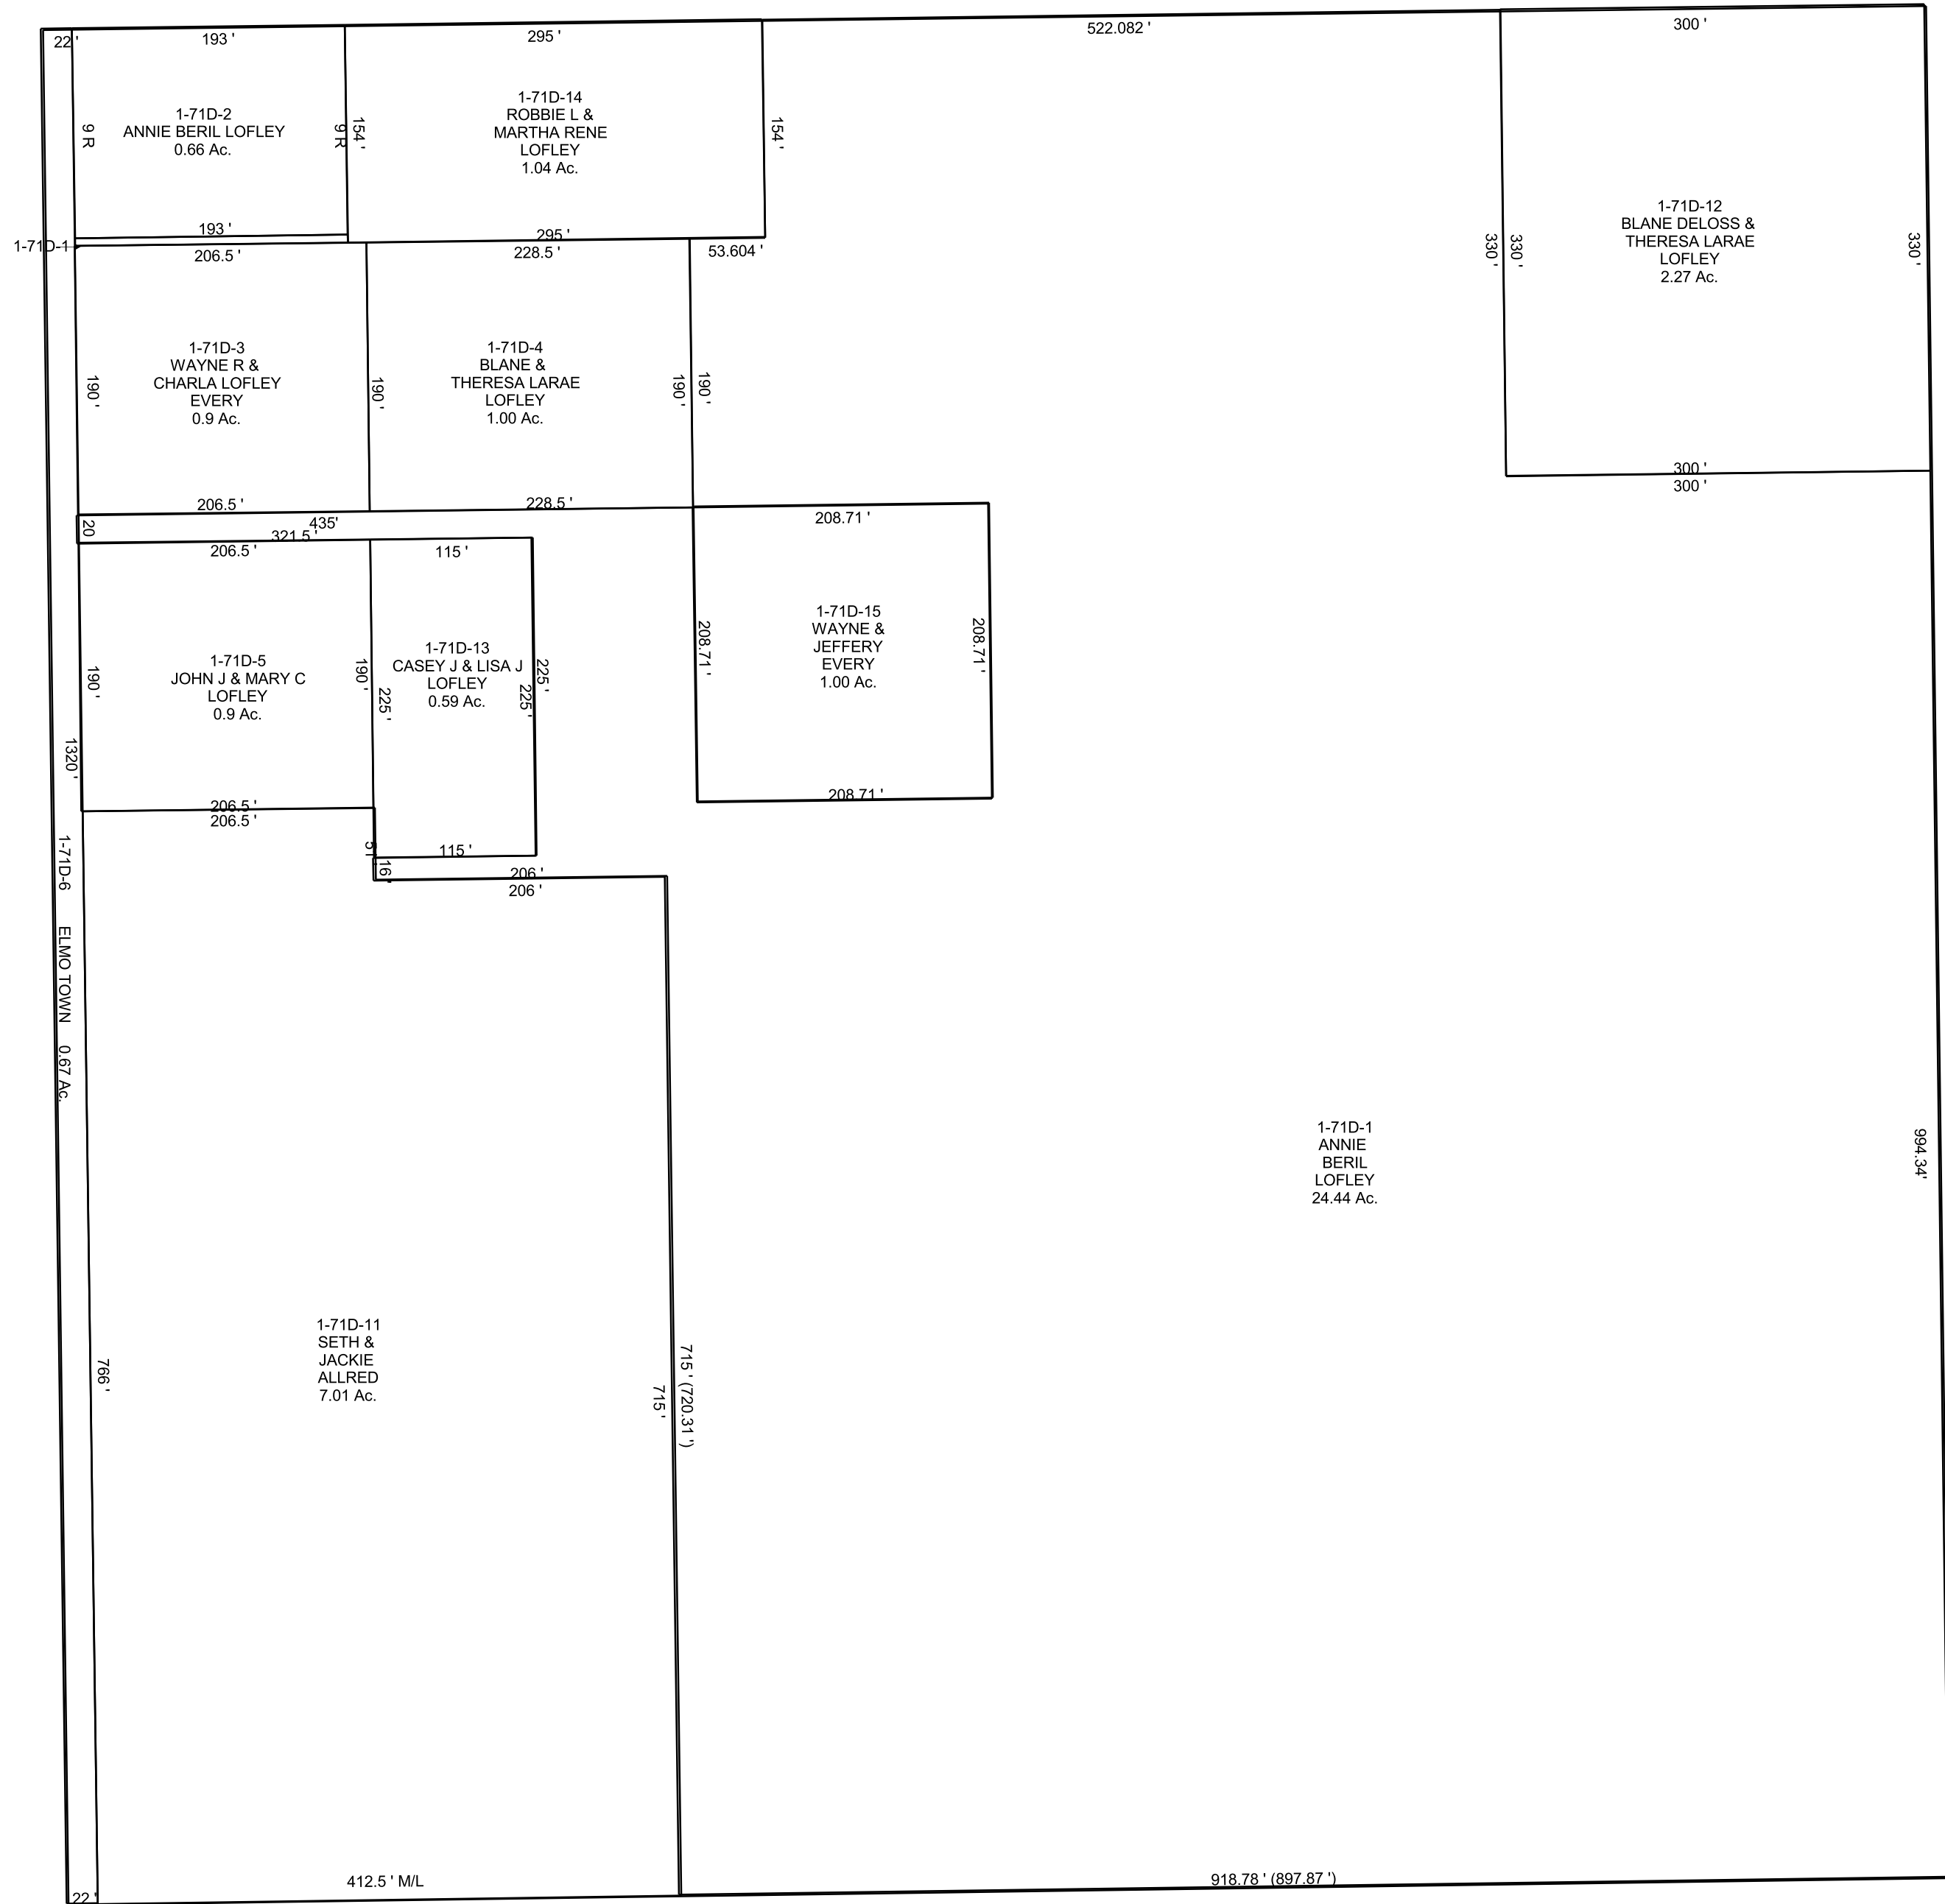 22 '
193 '
295 '
522.082 '
300 '
1-71D-2
ANNIE BERIL LOFLEY
0.66 Ac.
9 R
9 R
154 '
1-71D-14
ROBBIE L &
MARTHA RENE
LOFLEY
1.04 Ac.
154 '
1-71D-12
BLANE DELOSS &
THERESA LARAE
LOFLEY
2.27 Ac.
330 '
330 '
330 '
193 '
295 '
1-71D-1
206.5 '
228.5 '
53.604 '
1-71D-3
WAYNE R &
CHARLA LOFLEY
EVERY
0.9 Ac.
190 '
190 '
1-71D-4
BLANE &
THERESA LARAE
LOFLEY
1.00 Ac.
190 '
190 '
300 '
300 '
206.5 '
228.5 '
20
435'
321.5 '
208.71 '
206.5 '
115 '
1-71D-5
JOHN J & MARY C
LOFLEY
0.9 Ac.
190 '
190 '
1-71D-13
CASEY J & LISA J
LOFLEY
0.59 Ac.
225 '
225 '
225 '
1-71D-15
WAYNE &
JEFFERY
EVERY
1.00 Ac.
208.71 '
208.71 '
208.71 '
1320 '
206.5 '
206.5 '
51
115 '
16 '
206 '
206 '
1-71D-6 ELMO TOWN 0.67 Ac.
1-71D-1
ANNIE
BERIL
LOFLEY
24.44 Ac.
994.34'
1-71D-11
SETH &
JACKIE
ALLRED
7.01 Ac.
766 '
715 '
715 ' (720.31 ')
22 '
412.5 ' M/L
918.78 ' (897.87 ')